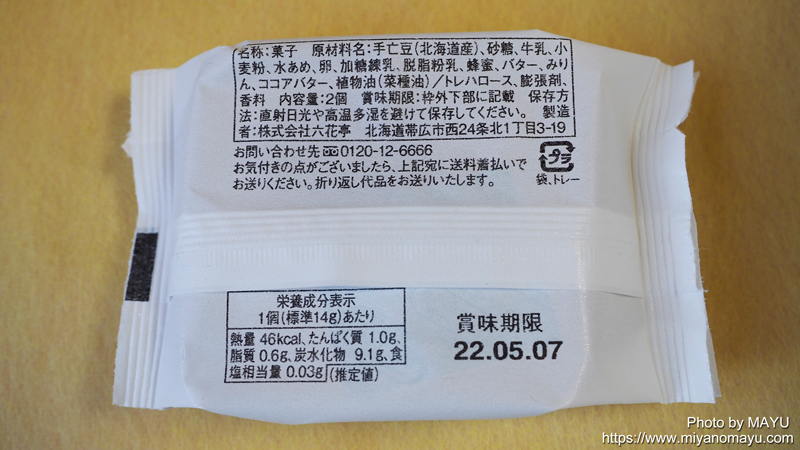 名称:菓子 原材料名:手亡豆(北海道産)、砂糖、牛乳、小
麦粉、水あめ、卵、加糖練乳、脱脂粉乳、蜂蜜、バター、みり
ん、ココアバター、植物油(菜種油)/トレハロース、膨張剤、
香料 内容量:2個 賞味期限:枠外下部に記載 保存方
法:直射日光や高温多湿を避けて保存してください。 製造
者:株式会社六花亭 北海道帯広市西24条北1丁目3-19
お問い合わせ先 0120-12-6666
お気付きの点がございましたら、上記宛に送料着払いで
お送りください。折り返し代品をお送りいたします。
プラ
袋、トレー
栄養成分表示
1個(標準14g)あたり
熱量 46kcal、たんぱく質 1.0g、
脂質 0.6g、炭水化物 9.1g、食
塩相当量 0.03g (推定値)
賞味期限
22.05.07
Photo by MAYU
https://www.miyanomayu.com/